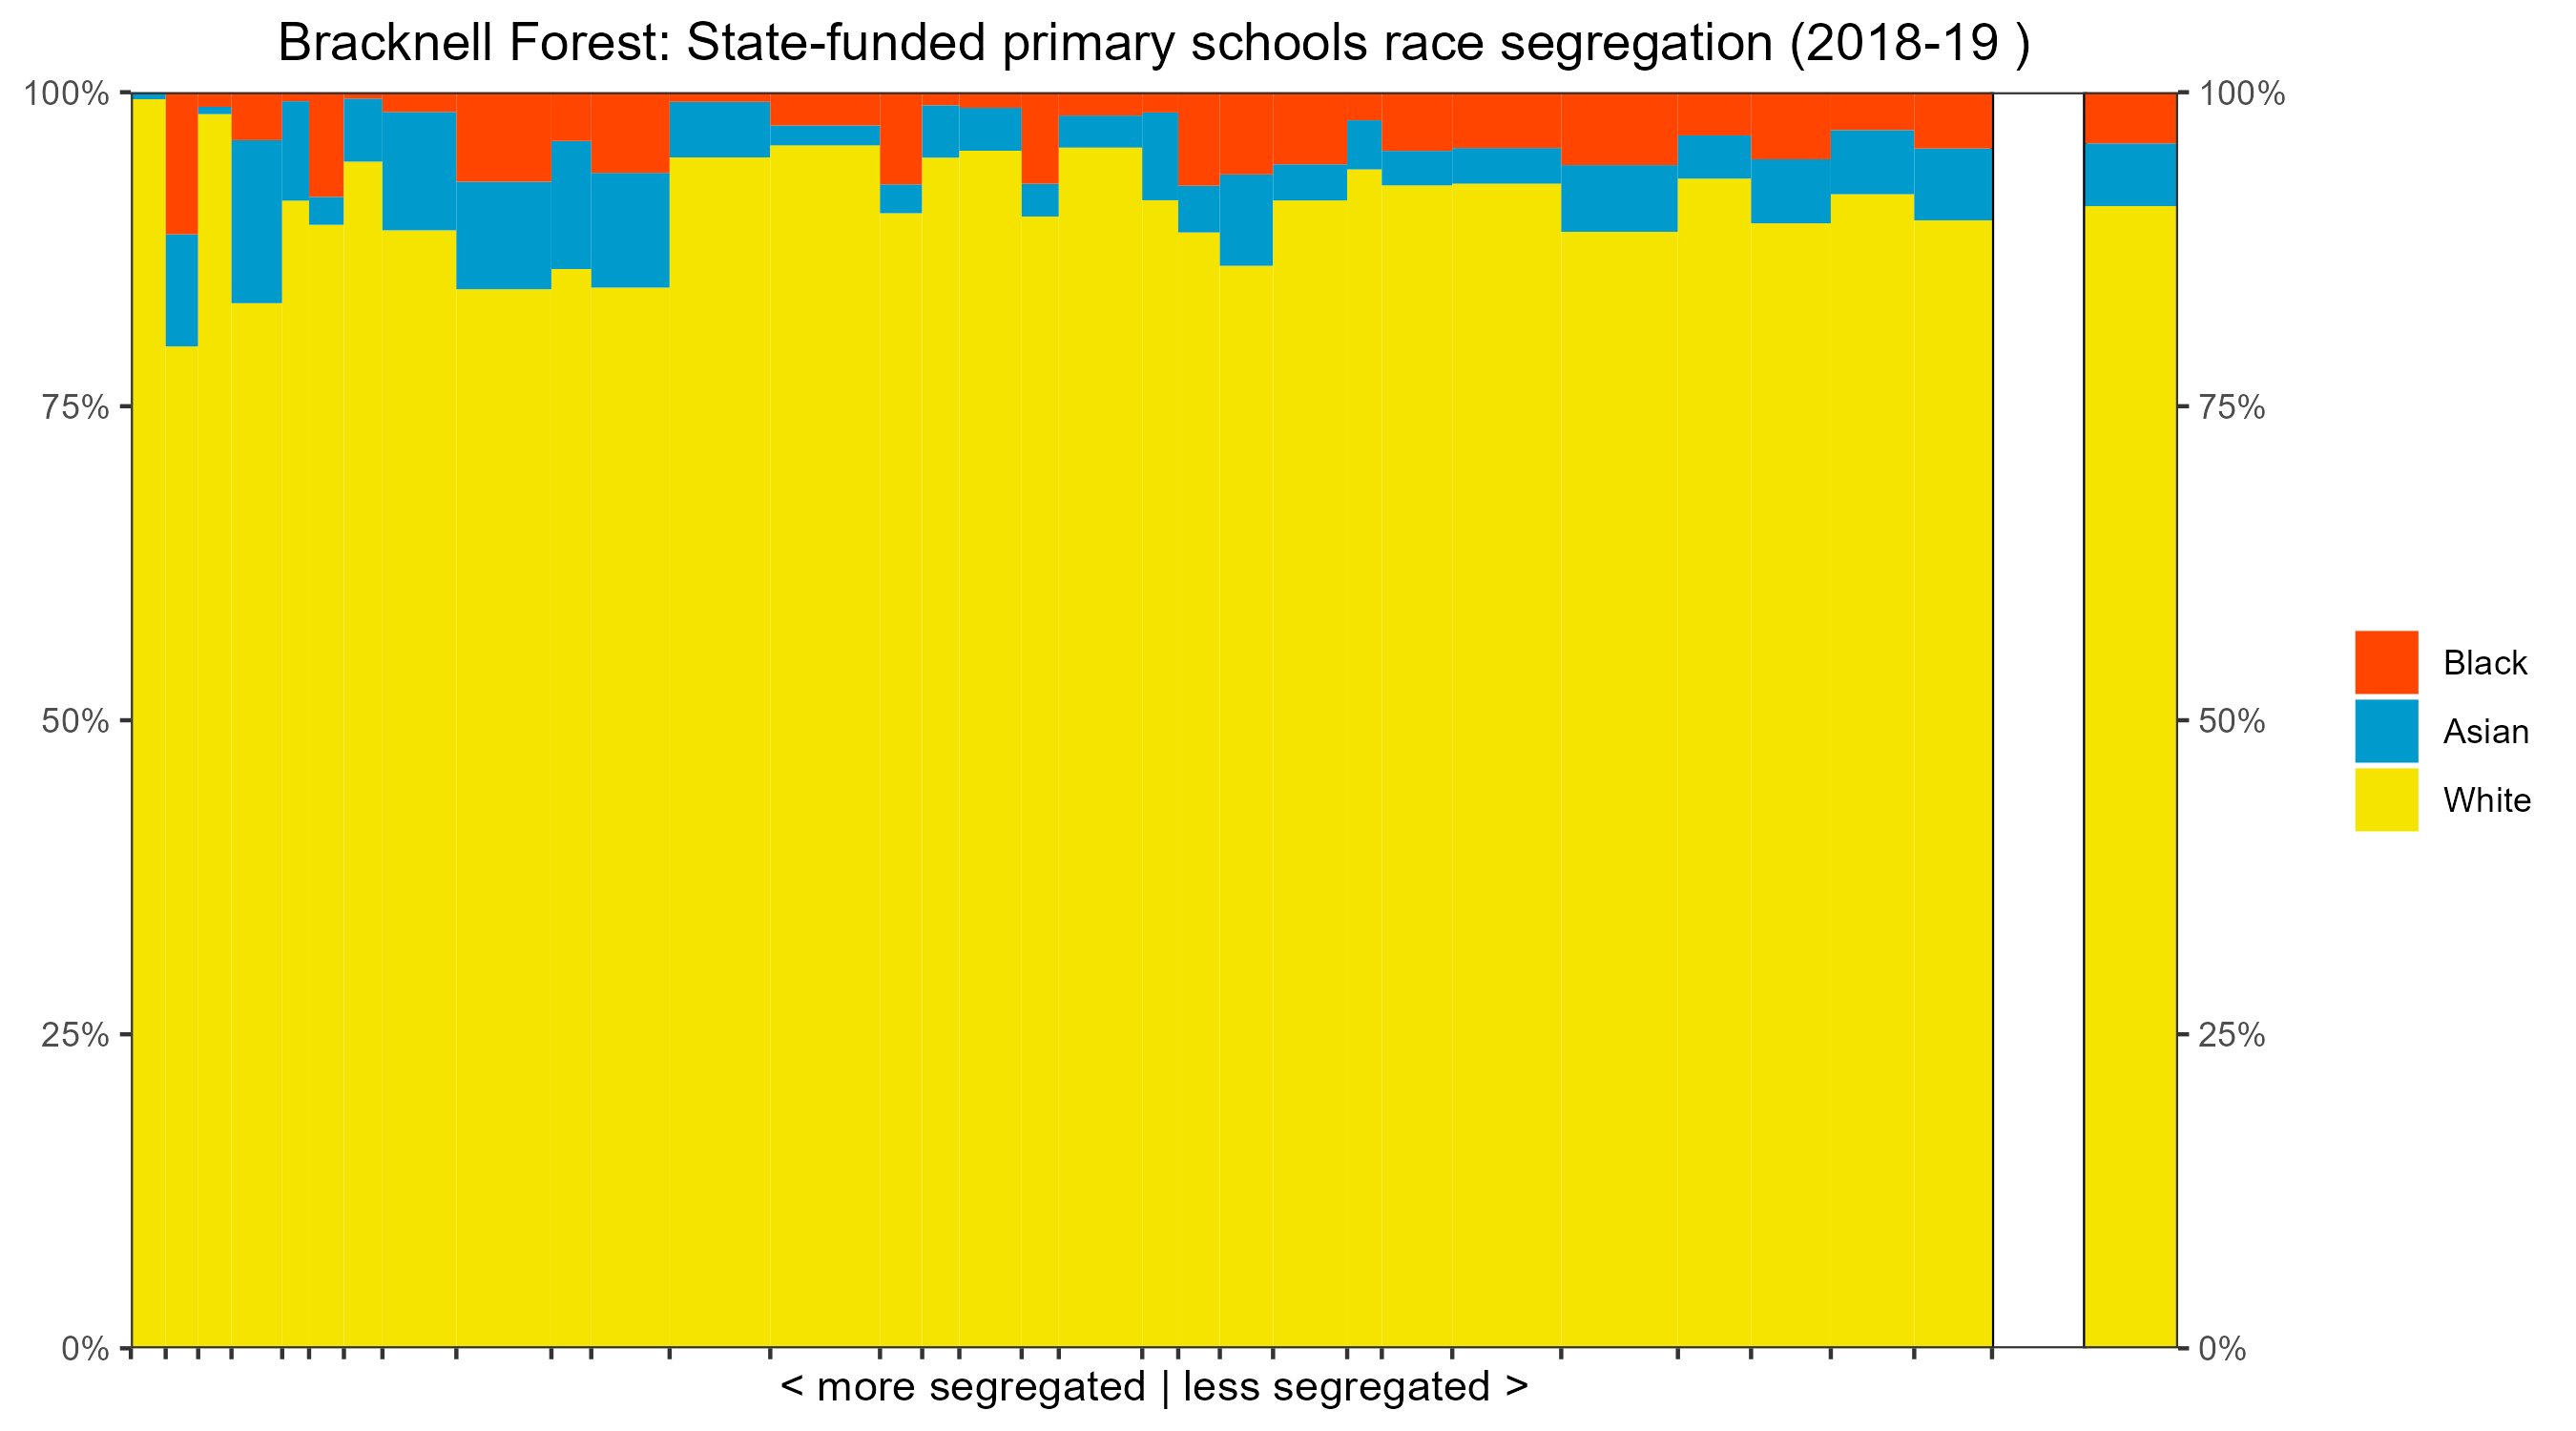 Bracknell Forest: State-funded primary schools race segregation (2018-19 )
100%
75%
50%
25%
0%
100%
75%
50%
25%
0%
Black
Asian
White
< more segregated | less segregated >